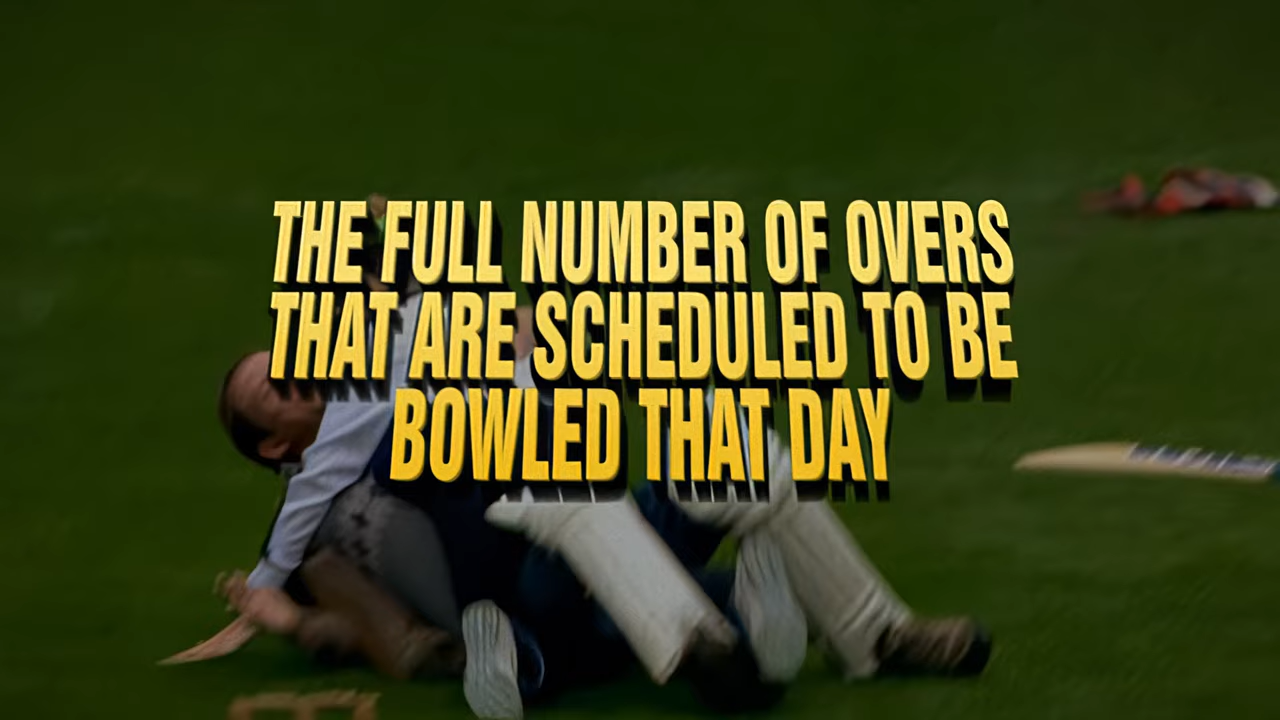 THE FULL NUMBER OF OVERS
THAT ARE SCHEDULED TO BE
BOWLED THAT DAY